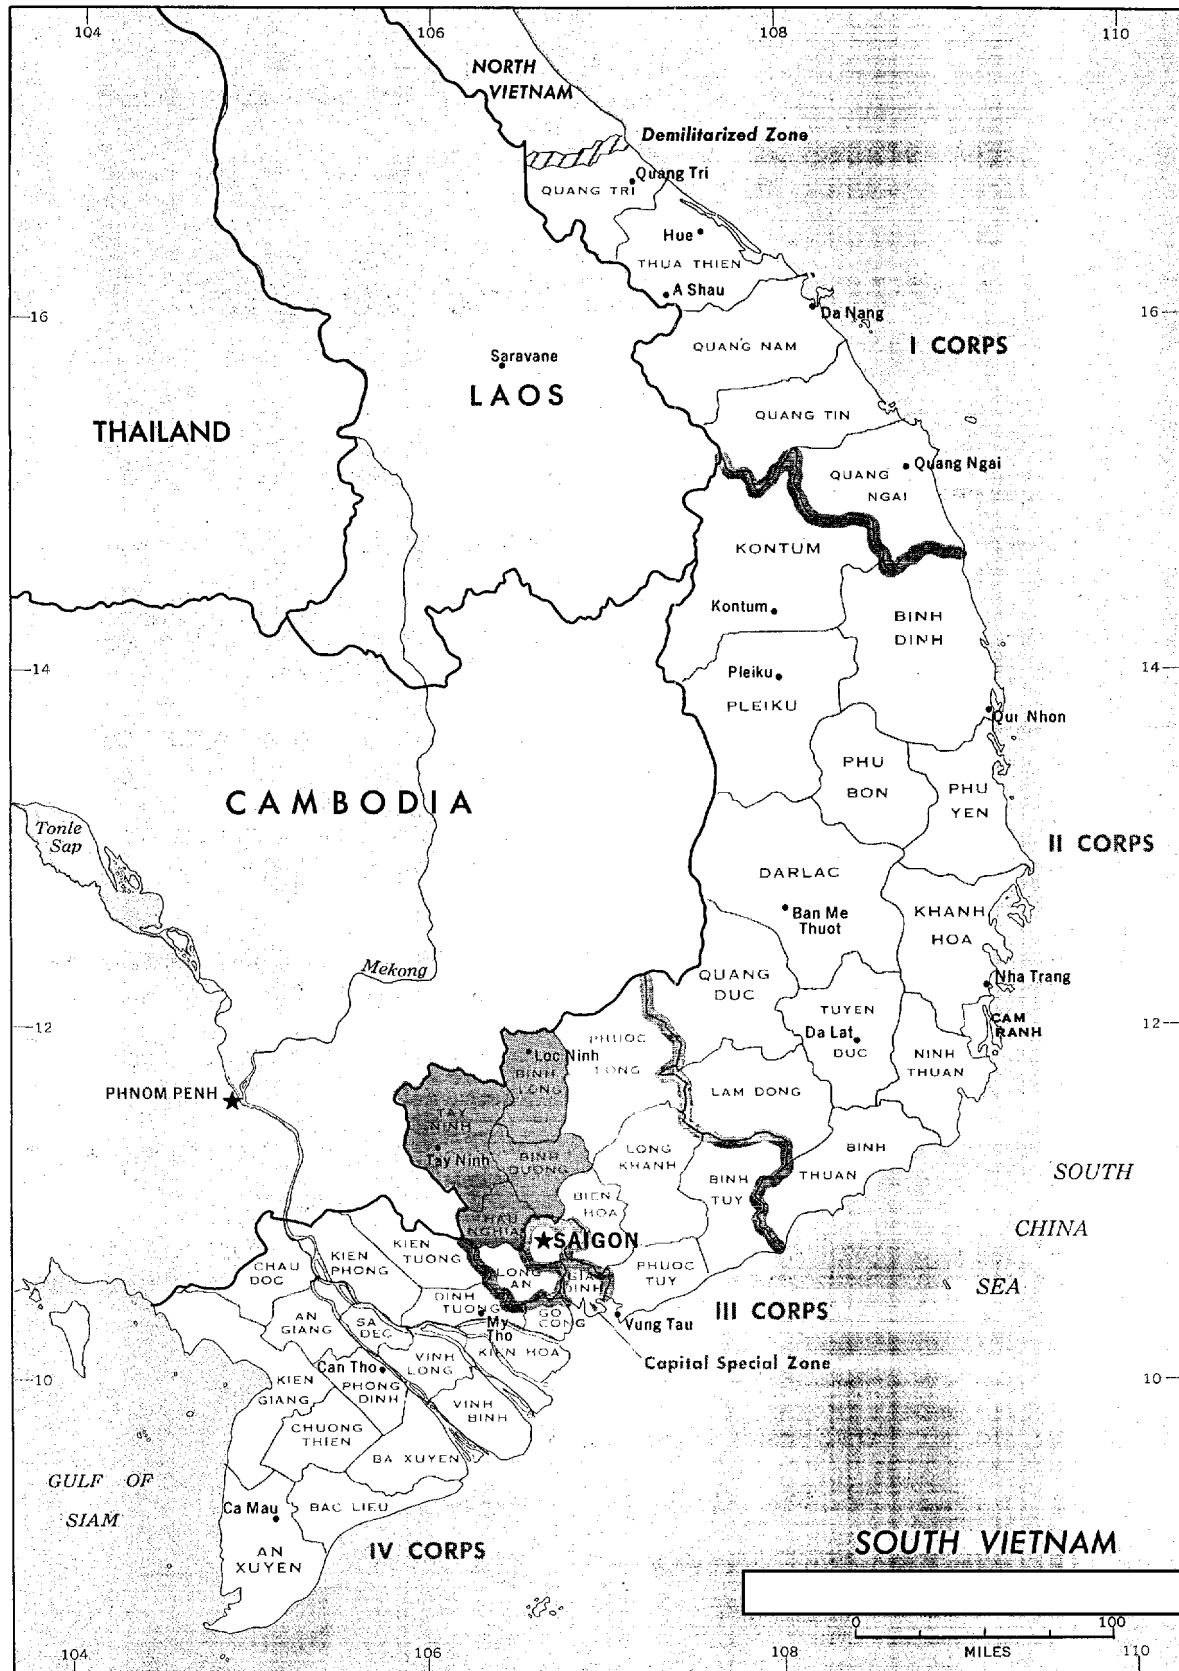 104
106
108
110
NORTH
VIETNAM
Demilitarized Zone
Quang Tri
QUANG TRI
Hue
THUA THIEN
A Shau
16
Da Nang
16
I CORPS
QUANG NAM
Saravane
LAOS
QUANG TIN
THAILAND
Quang Ngai
QUANG
NGAI
KONTUM
Kontum
BINH
DINH
14
Pleiku
14
PLEIKU
Qui Nhon
PHU
BON
PHU
YEN
CAMBODIA
Tonle
Sap
II CORPS
DARLAC
Ban Me
Thuot
KHANH
HOA
Mekong
QUANG
DUC
Nha Trang
TUYEN
DUC
Da Lat
CAM
RANH
12
12
PHUOC
LONG
Loc Ninh
BINH
LONG
NINH
THUAN
LAM DONG
PHNOM PENH
TAY
NINH
Tay Ninh
BINH
DUONG
LONG
KHANH
BINH
THUAN
BINH
TUY
BIEN
HOA
SOUTH
CHINA
SEA
HAU
NGHIA
SAIGON
KIEN
TUONG
KIEN
PHONG
CHAU
DOC
LONG
AN
GIA
DINH
PHUOC
TUY
DINH
TUONG
GO
CONG
III CORPS
AN
GIANG
SA
DEC
My
Tho
KIEN HOA
Vung Tau
Capital Special Zone
VINH
LONG
Can Tho
PHONG
DINH
10
10
KIEN
GIANG
VINH
BINH
CHUONG
THIEN
BA XUYEN
GULF OF
SIAM
Ca Mau
BAC LIEU
AN
XUYEN
IV CORPS
SOUTH VIETNAM
0
100
MILES
104
106
108
110